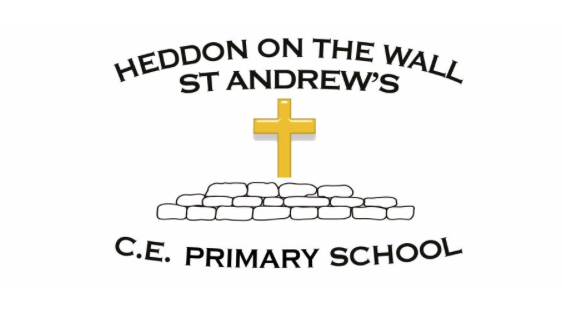 HEDDON ON THE WALL
ST ANDREW'S
C.E. PRIMARY SCHOOL